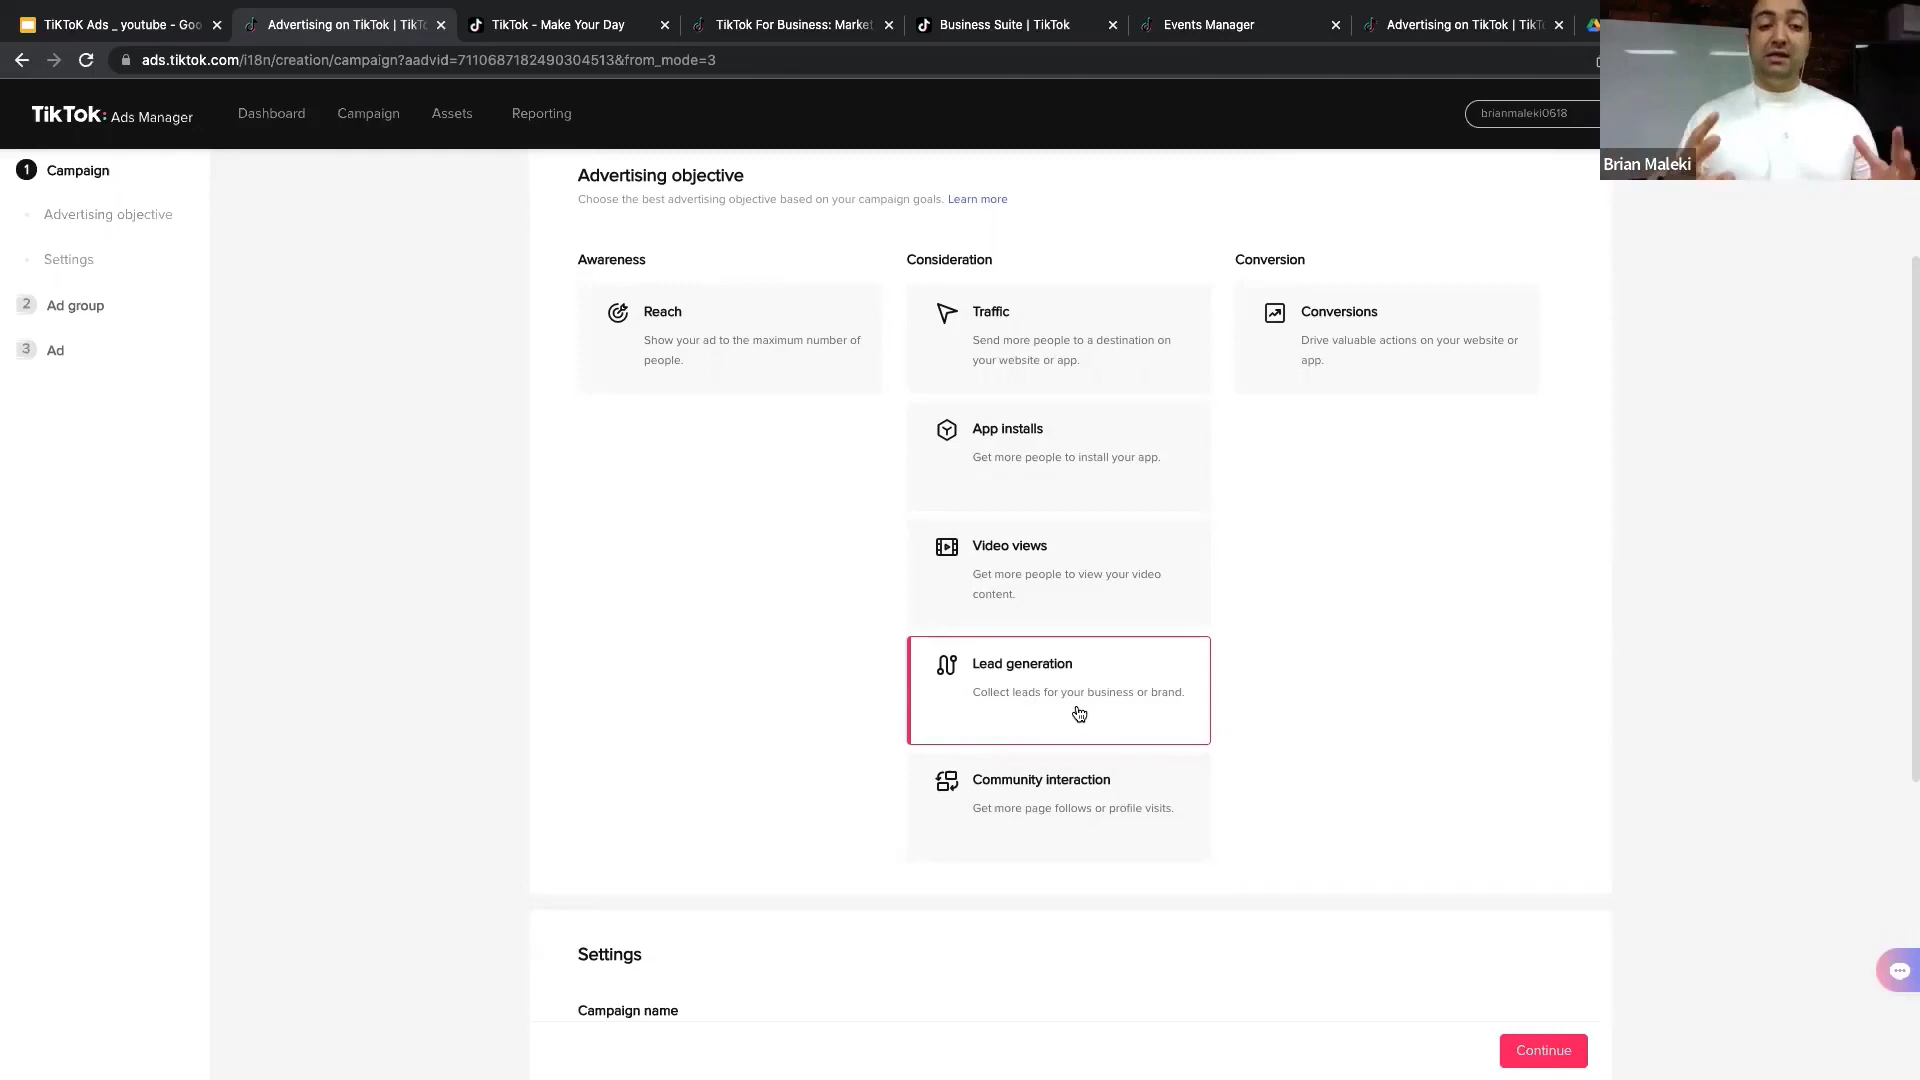 TiKToK Ads _ youtube - Goo
Advertising on TikTok | TikTo
TikTok - Make Your Day
TikTok For Business: Market
Business Suite | TikTok
Events Manager
Advertising on TikTok | TikTo
ads.tiktok.com/i18n/creation/campaign?aadvid=7110687182490304513&from_mode=3
TikTok: Ads Manager
Dashboard
Campaign
Assets
Reporting
brianmaleki0618
Brian Maleki
1 Campaign
Advertising objective
Settings
2 Ad group
3 Ad
Advertising objective
Choose the best advertising objective based on your campaign goals. Learn more
Awareness
Consideration
Conversion
Reach
Show your ad to the maximum number of
people.
Traffic
Send more people to a destination on
your website or app.
Conversions
Drive valuable actions on your website or
app.
App installs
Get more people to install your app.
Video views
Get more people to view your video
content.
Lead generation
Collect leads for your business or brand.
Community interaction
Get more page follows or profile visits.
Settings
Campaign name
Continue